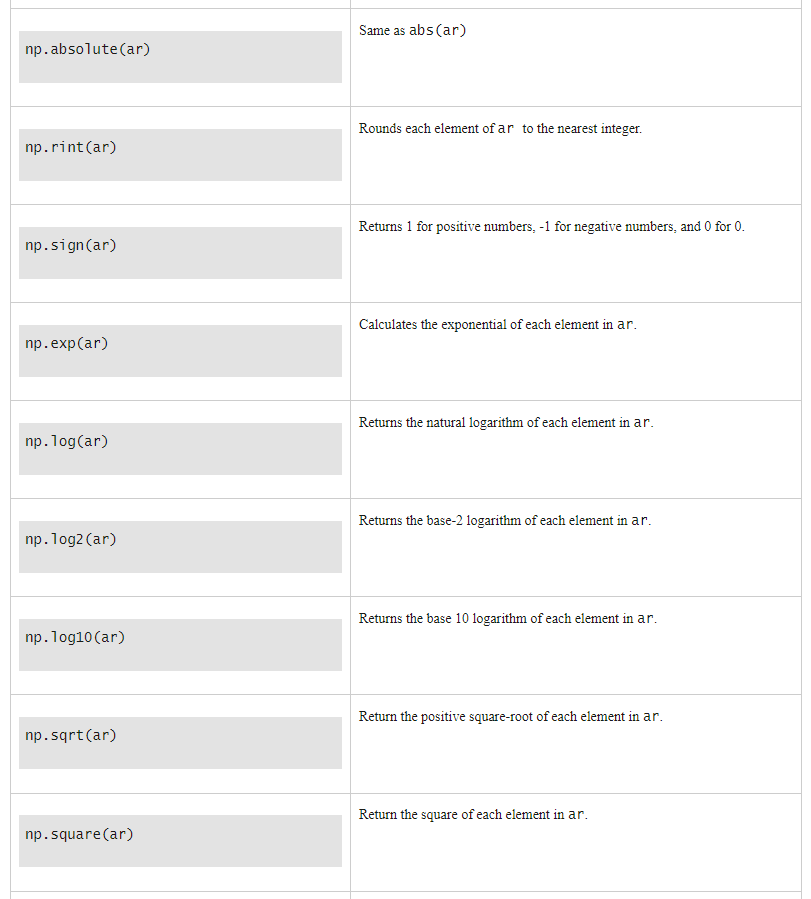 np.absolute(ar)
Same as abs(ar)
np.rint(ar)
Rounds each element of ar to the nearest integer.
np.sign(ar)
Returns 1 for positive numbers, -1 for negative numbers, and 0 for 0.
np.exp(ar)
Calculates the exponential of each element in ar.
np.log(ar)
Returns the natural logarithm of each element in ar.
np.log2(ar)
Returns the base-2 logarithm of each element in ar.
np.log10(ar)
Returns the base 10 logarithm of each element in ar.
np.sqrt(ar)
Return the positive square-root of each element in ar.
np.square(ar)
Return the square of each element in ar.